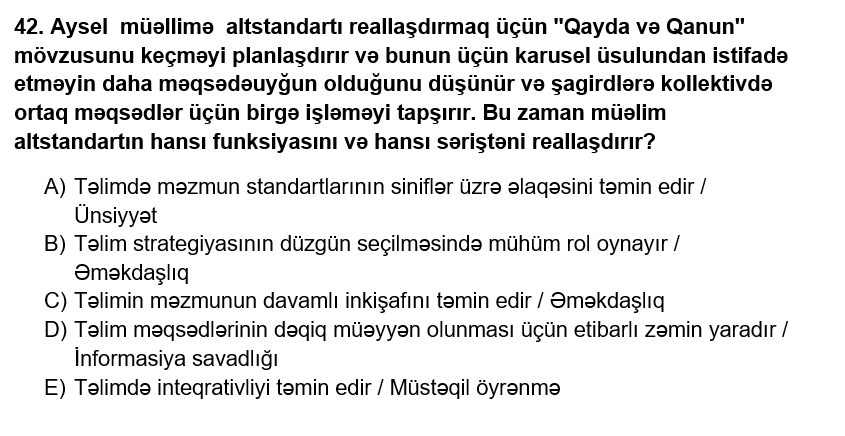 42. Aysel müəllimə altstandartı reallaşdırmaq üçün "Qayda və Qanun"
mövzusunu keçməyi planlaşdırır və bunun üçün karusel üsulundan istifadə
etməyin daha məqsədəuyğun olduğunu düşünür və şagirdlərə kollektivdə
ortaq məqsədlər üçün birgə işləməyi tapşırır. Bu zaman müəlim
altstandartın hansı funksiyasını və hansı səriştəni reallaşdırır?
A) Təlimdə məzmun standartlarının siniflər üzrə əlaqəsini təmin edir /
Ünsiyyət
B) Təlim strategiyasının düzgün seçilməsində mühüm rol oynayır /
Əməkdaşlıq
C) Təlimin məzmunun davamlı inkişafını təmin edir / Əməkdaşlıq
D) Təlim məqsədlərinin dəqiq müəyyən olunması üçün etibarlı zəmin yaradır /
İnformasiya savadlığı
E) Təlimdə inteqrativliyi təmin edir / Müstəqil öyrənmə